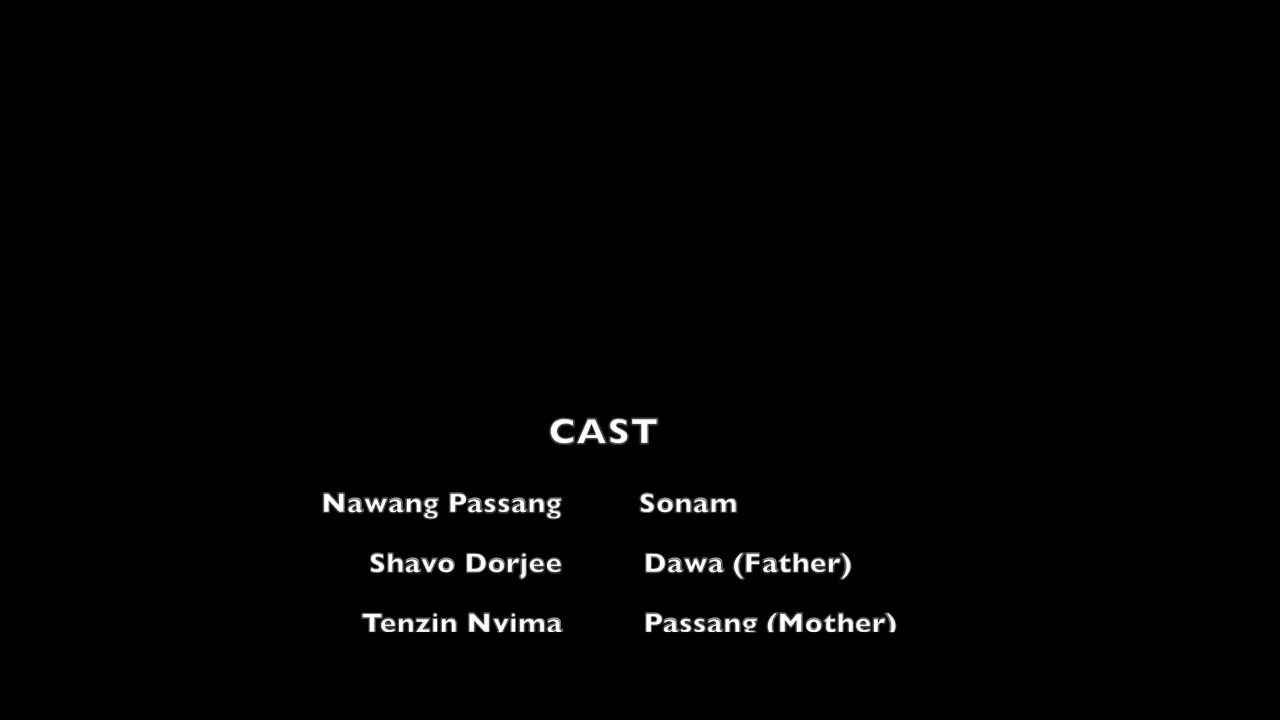 CAST
Nawang Passang Sonam
Shavo Dorjee Dawa (Father)
Tenzin Nyima Passang (Mother)